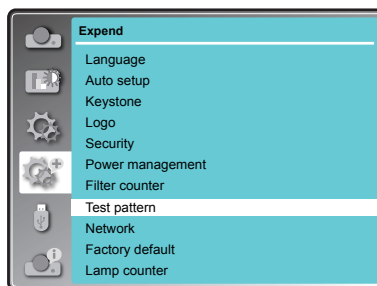 Expend
Language
Auto setup
Keystone
Logo
Security
Power management
Filter counter
Test pattern
Network
Factory default
Lamp counter